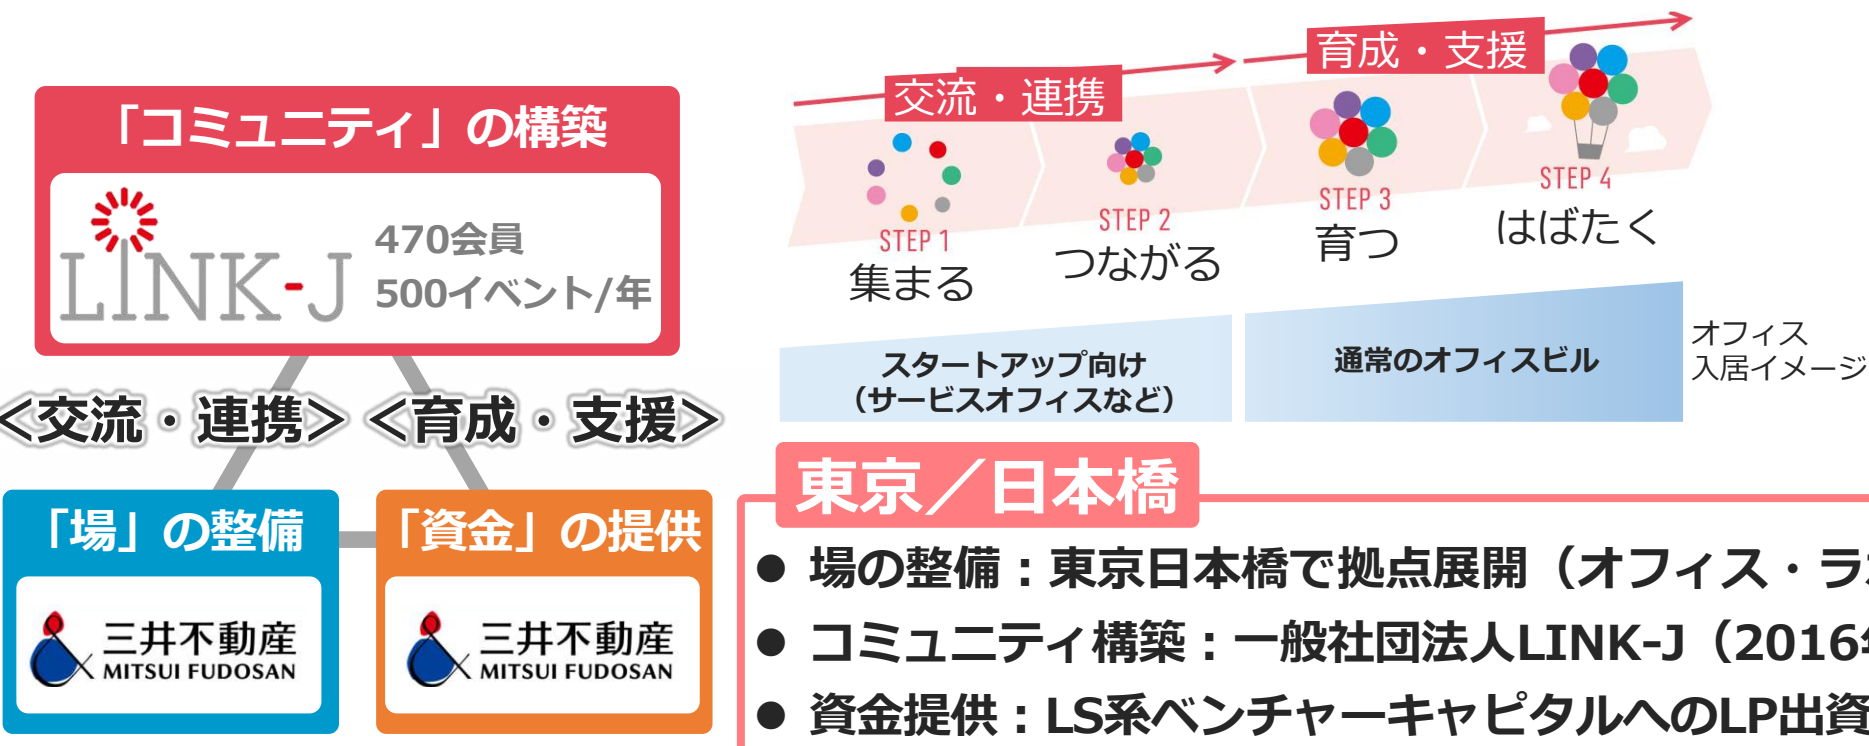 「コミュニティ」の構築
LINK-J
470会員
500イベント/年
<交流・連携>
<育成・支援>
「場」の整備
三井不動産
MITSUI FUDOSAN
「資金」の提供
三井不動産
MITSUI FUDOSAN
交流・連携
育成・支援
STEP 1
集まる
STEP 2
つながる
STEP 3
育つ
STEP 4
はばたく
スタートアップ向け
（サービスオフィスなど）
通常のオフィスビル
オフィス
入居イメージ
東京／日本橋
● 場の整備：東京日本橋で拠点展開（オフィス・ラ
● コミュニティ構築：一般社団法人LINK-J（2016年
● 資金提供：LS系ベンチャーキャピタルへのLP出資